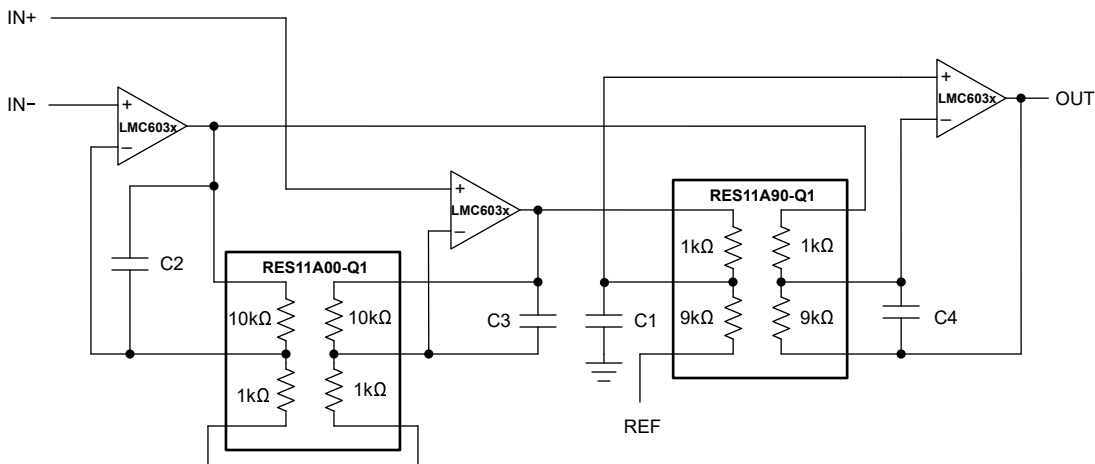 IN+
IN−
+
LMC603x
−
C2
RES11A00-Q1
10kΩ
10kΩ
1kΩ
1kΩ
+
LMC603x
−
C3
C1
RES11A90-Q1
1kΩ
1kΩ
9kΩ
9kΩ
REF
C4
+
LMC603x
−
OUT